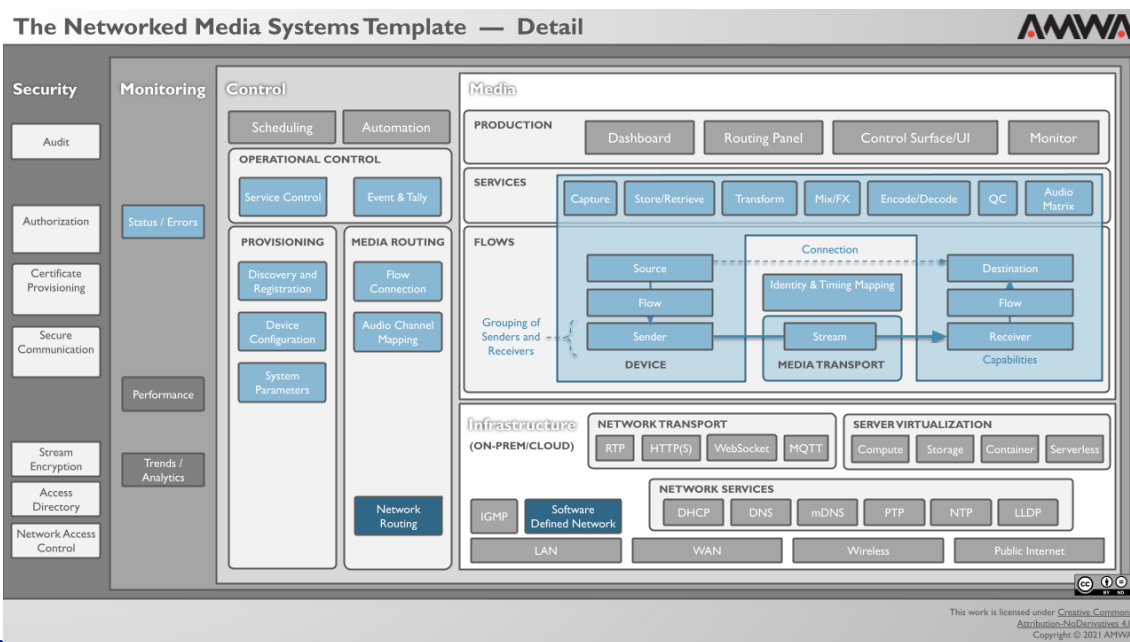 The Networked Media Systems Template — Detail
AMWA
Security
Audit
Authorization
Certificate
Provisioning
Secure
Communication
Stream
Encryption
Access
Directory
Network Access
Control
Monitoring
Status / Errors
Performance
Trends /
Analytics
Control
Scheduling
Automation
OPERATIONAL CONTROL
Service Control
Event & Tally
PROVISIONING
Discovery and
Registration
Device
Configuration
System
Parameters
MEDIA ROUTING
Flow
Connection
Audio Channel
Mapping
Network
Routing
Media
PRODUCTION
Dashboard
Routing Panel
Control Surface/UI
Monitor
SERVICES
Capture
Store/Retrieve
Transform
Mix/FX
Encode/Decode
QC
Audio
Matrix
FLOWS
Connection
Source
Destination
Identity & Timing Mapping
Flow
Flow
Grouping of
Senders and
Receivers
Sender
Stream
Receiver
DEVICE
MEDIA TRANSPORT
Capabilities
Infrastructure
(ON-PREM/CLOUD)
NETWORK TRANSPORT
RTP
HTTP(S)
WebSocket
MQTT
SERVER VIRTUALIZATION
Compute
Storage
Container
Serverless
IGMP
Software
Defined Network
NETWORK SERVICES
DHCP
DNS
mDNS
PTP
NTP
LLDP
LAN
WAN
Wireless
Public Internet
cc
BY ND
This work is licensed under Creative Common
Attribution-NoDerivatives 4.0
Copyright © 2021 AMWA